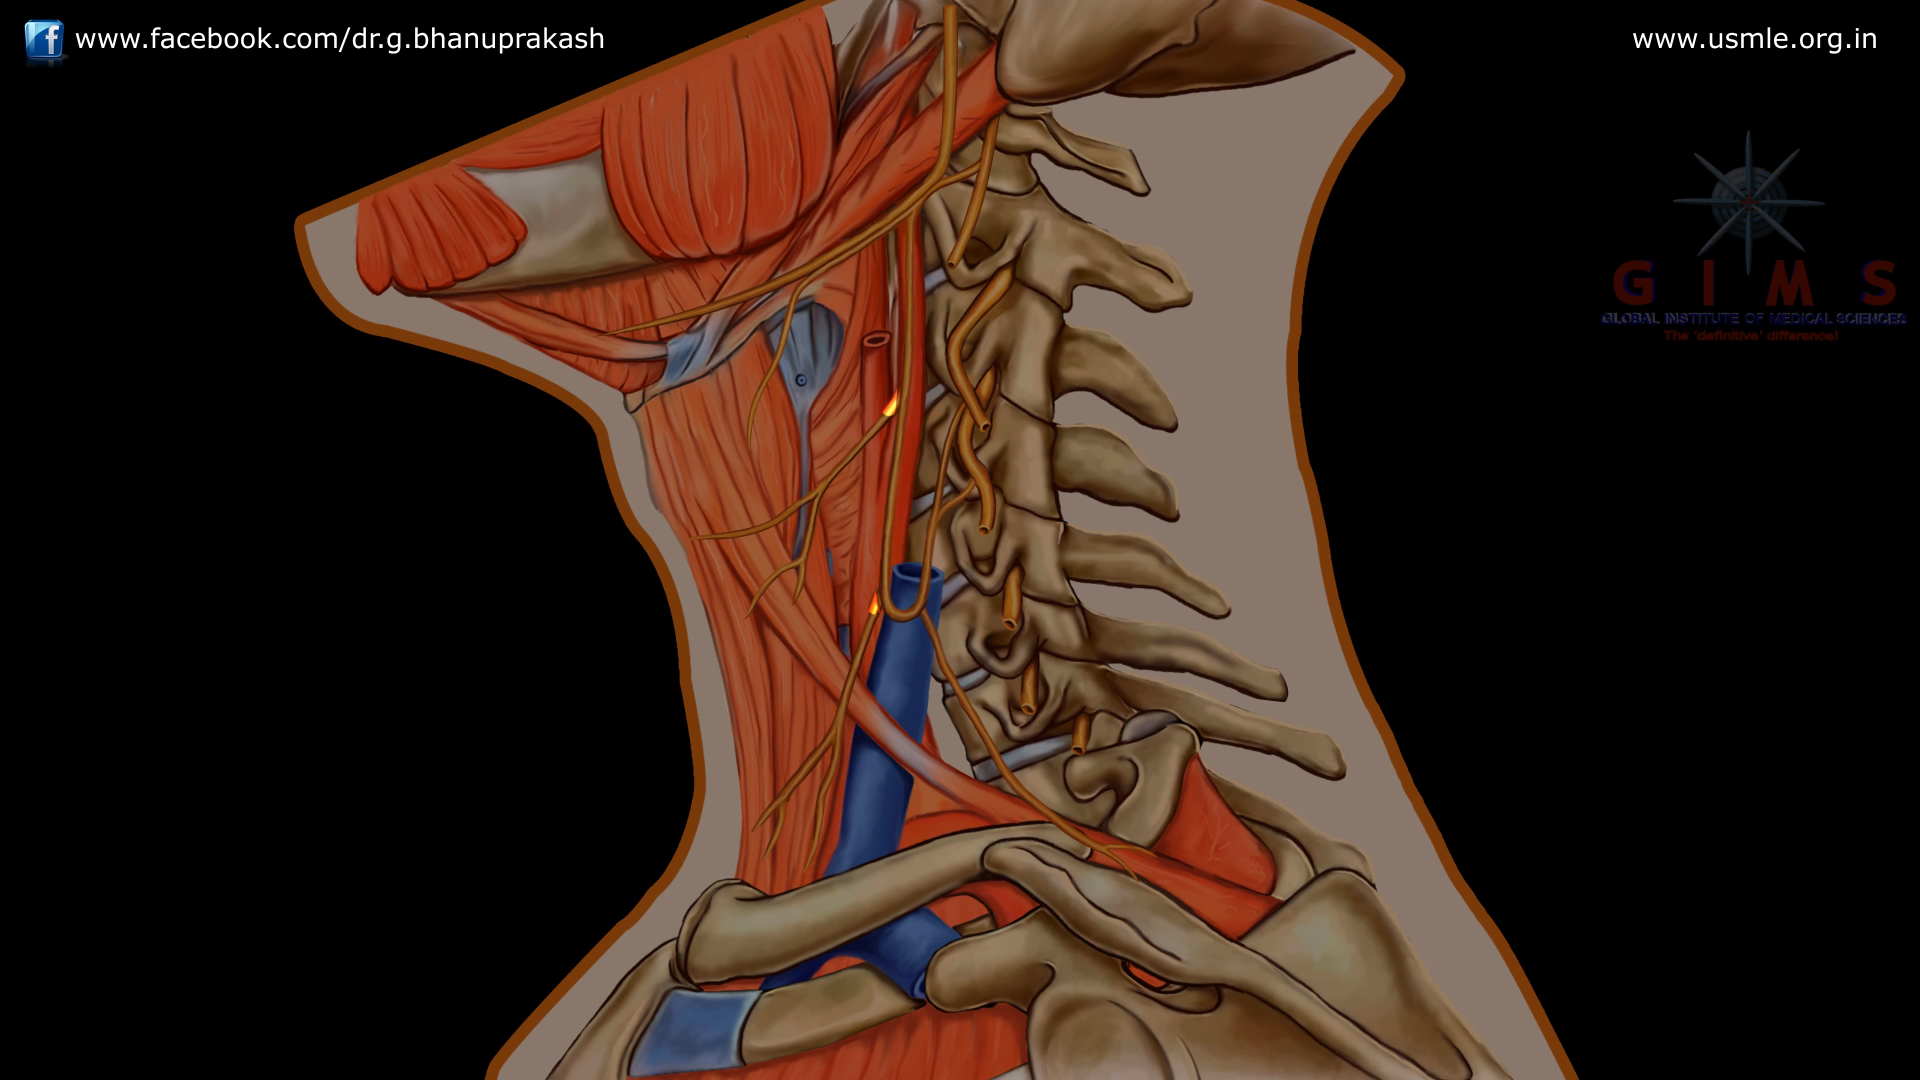 www.facebook.com/dr.g.bhanuprakash
www.usmle.org.in
G I M S
GLOBAL INSTITUTE OF MEDICAL SCIENCES
The 'definitive' difference!